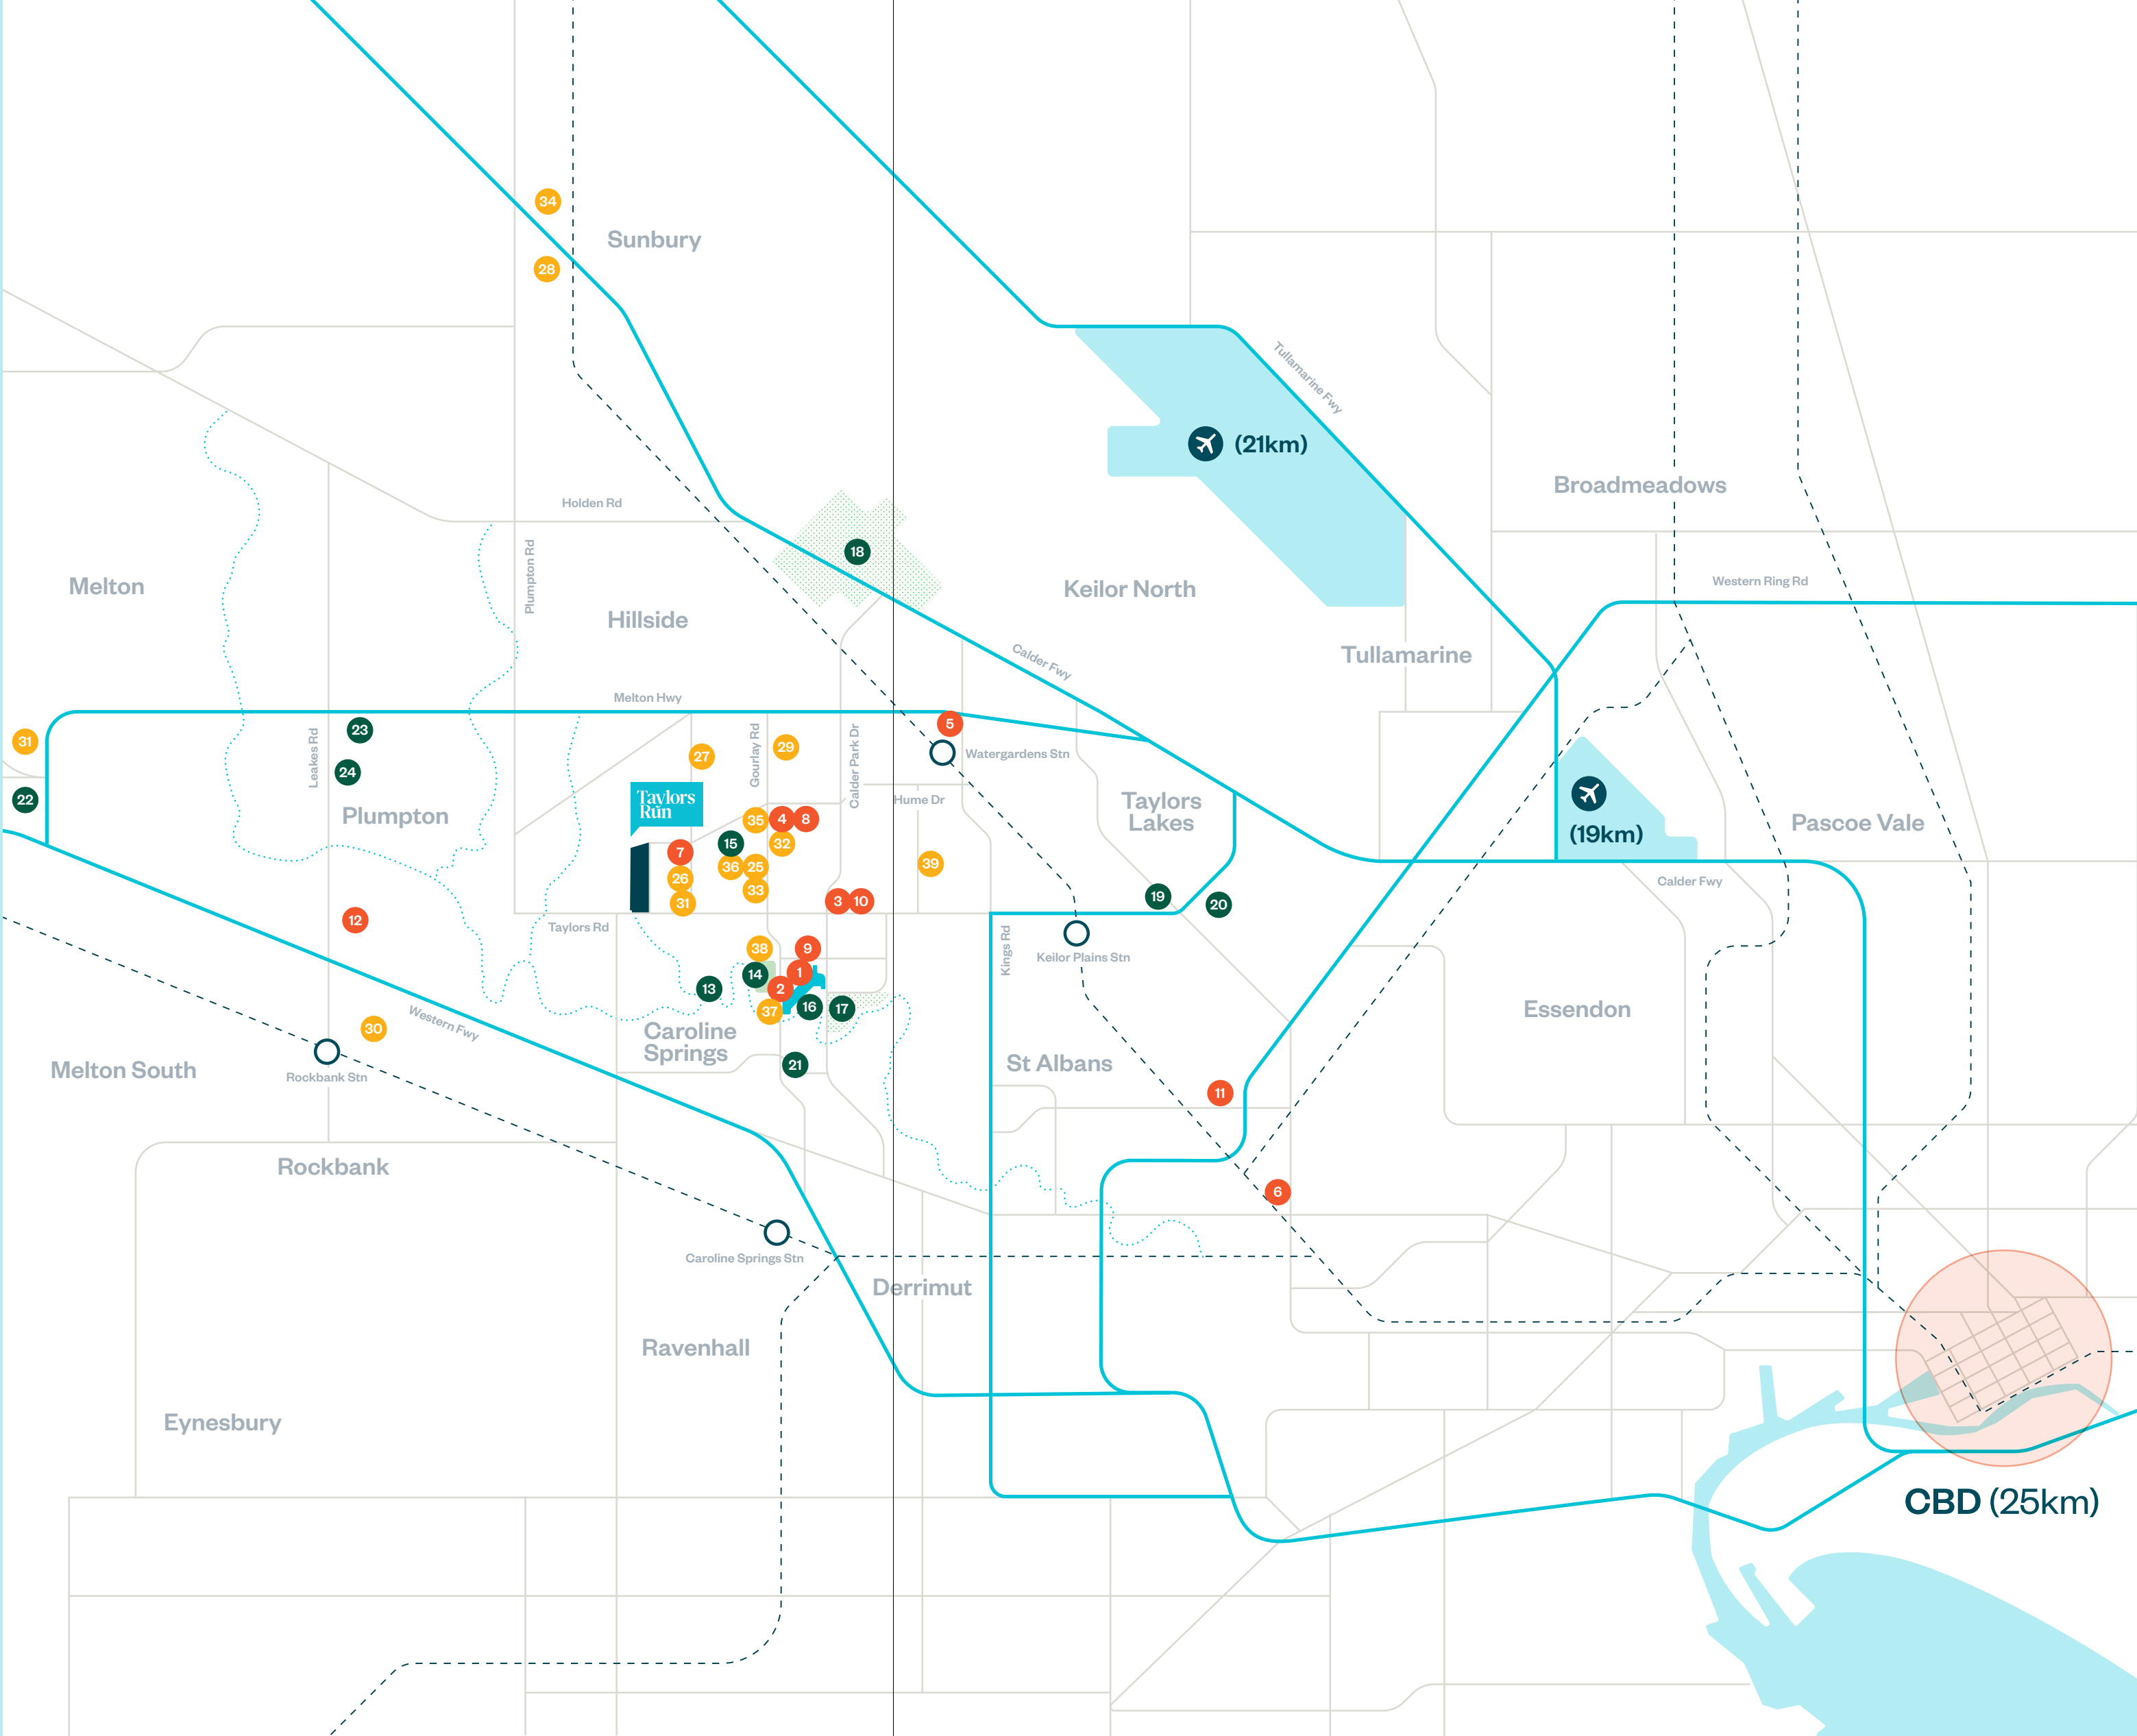 34
Sunbury
28
Tullamarine Fwy
(21km)
Broadmeadows
Holden Rd
Plumpton Rd
18
Western Ring Rd
Melton
Keilor North
Hillside
Calder Fwy
Tullamarine
Melton Hwy
5
23
31
Leakes Rd
27
Gourlay Rd
29
Calder Park Dr
Watergardens Stn
24
22
Taylors
Run
Hume Dr
Taylors
Lakes
Plumpton
35
4
8
(19km)
Pascoe Vale
15
32
7
36
25
39
26
33
31
3
10
Calder Fwy
19
20
12
Taylors Rd
Kings Rd
Keilor Plains Stn
38
9
14
1
13
2
16
17
37
Essendon
Western Fwy
30
Caroline
Springs
Rockbank Stn
Melton South
21
St Albans
11
Rockbank
6
Caroline Springs Stn
Derrimut
Ravenhall
Eynesbury
CBD (25km)